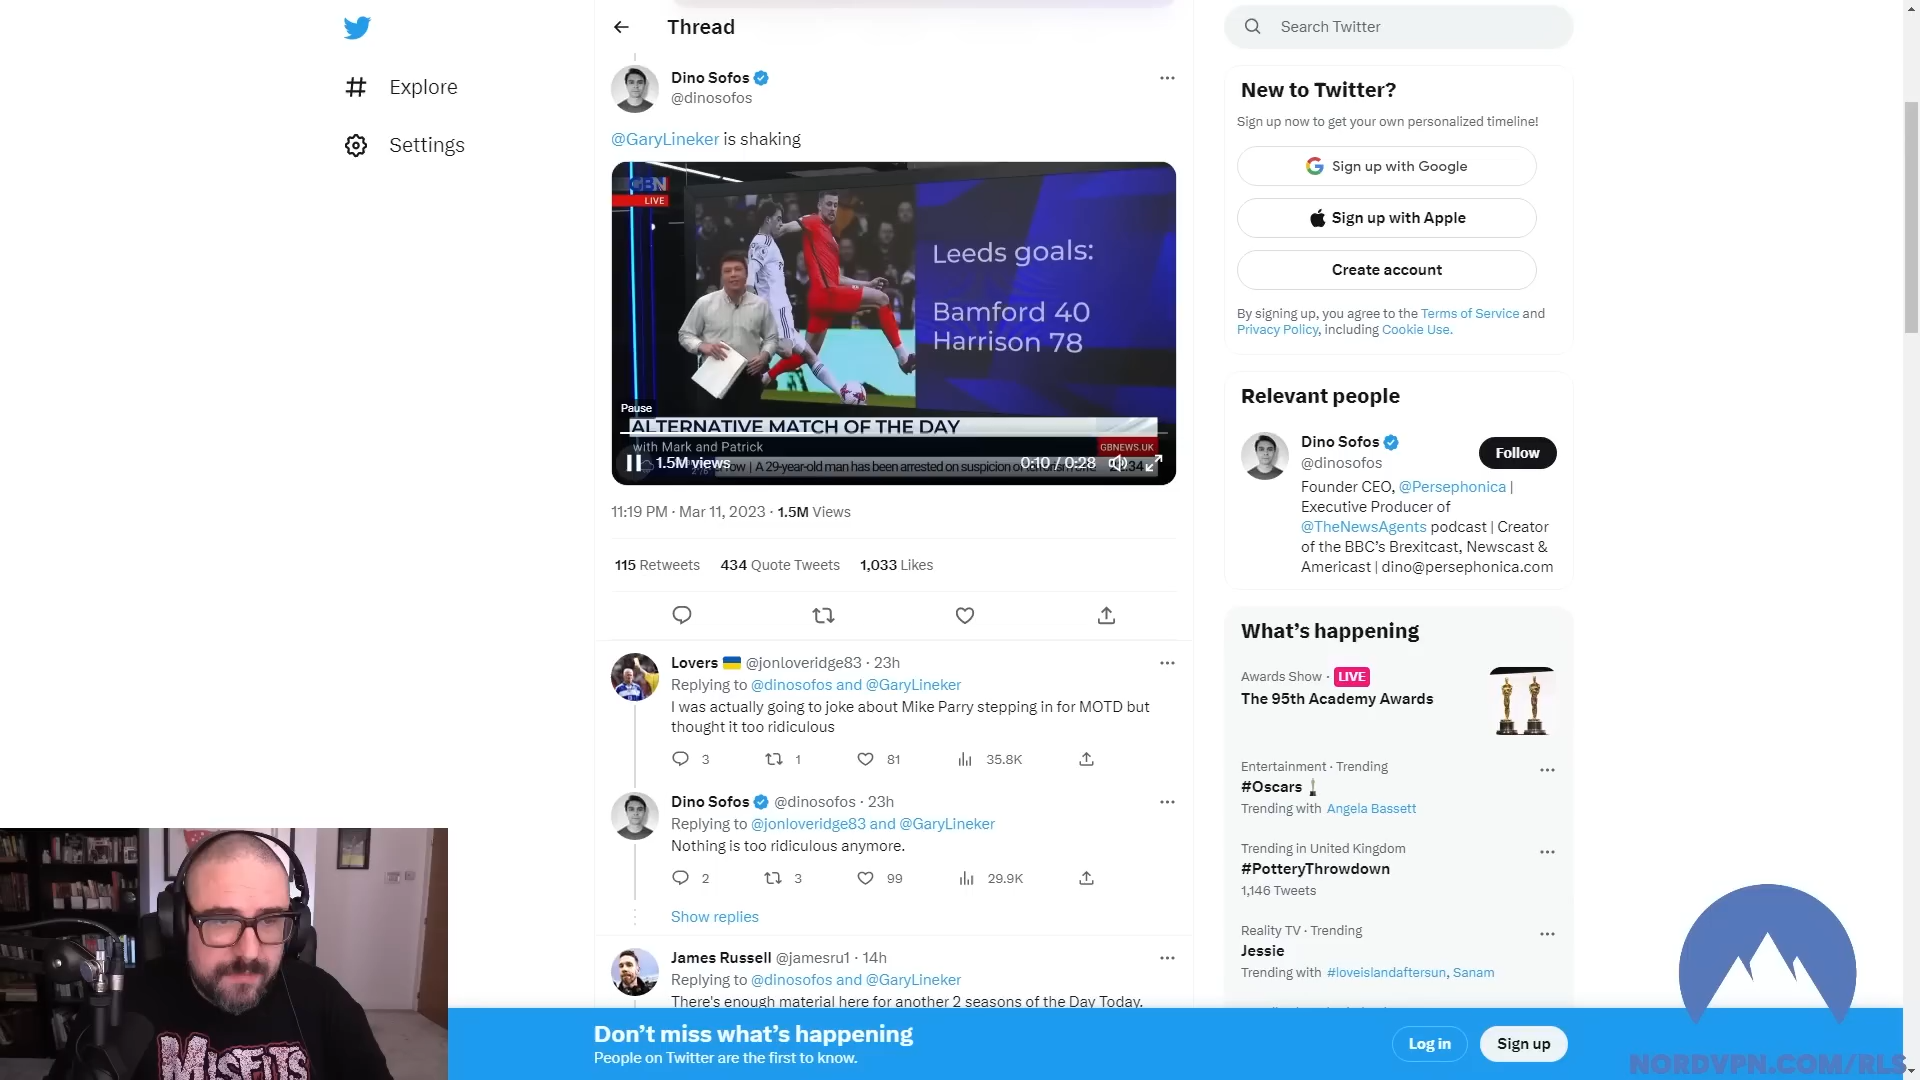 Thread
Search Twitter
Explore
Settings
Dino Sofos
@dinosofos
@GaryLineker is shaking
GBN
LIVE
Leeds goals:
Bamford 40
Harrison 78
Pause
ALTERNATIVE MATCH OF THE DAY
with Mark and Patrick
GBNEWS.UK
1.5M views
A 29-year-old man has been arrested on suspicion
0:10 / 0:28
11:19 PM · Mar 11, 2023 · 1.5M Views
115 Retweets 434 Quote Tweets 1,033 Likes
Lovers @jonloveridge83 · 23h
Replying to @dinosofos and @GaryLineker
I was actually going to joke about Mike Parry stepping in for MOTD but
thought it too ridiculous
3 1 81 35.8K
Dino Sofos @dinosofos · 23h
Replying to @jonloveridge83 and @GaryLineker
Nothing is too ridiculous anymore.
2 3 99 29.9K
Show replies
James Russell @jamesru1 · 14h
Replying to @dinosofos and @GaryLineker
There's enough material here for another 2 seasons of the Day Today.
New to Twitter?
Sign up now to get your own personalized timeline!
Sign up with Google
Sign up with Apple
Create account
By signing up, you agree to the Terms of Service and
Privacy Policy, including Cookie Use.
Relevant people
Dino Sofos
@dinosofos
Follow
Founder CEO, @Persephonica |
Executive Producer of
@TheNewsAgents podcast | Creator
of the BBC's Brexitcast, Newscast &
Americast | dino@persephonica.com
What's happening
Awards Show · LIVE
The 95th Academy Awards
Entertainment · Trending
#Oscars
Trending with Angela Bassett
Trending in United Kingdom
#PotteryThrowdown
1,146 Tweets
Reality TV · Trending
Jessie
Trending with #loveislandaftersun, Sanam
Don't miss what's happening
People on Twitter are the first to know.
Log in
Sign up
MISFITS
NORDVPN.COM/RLS